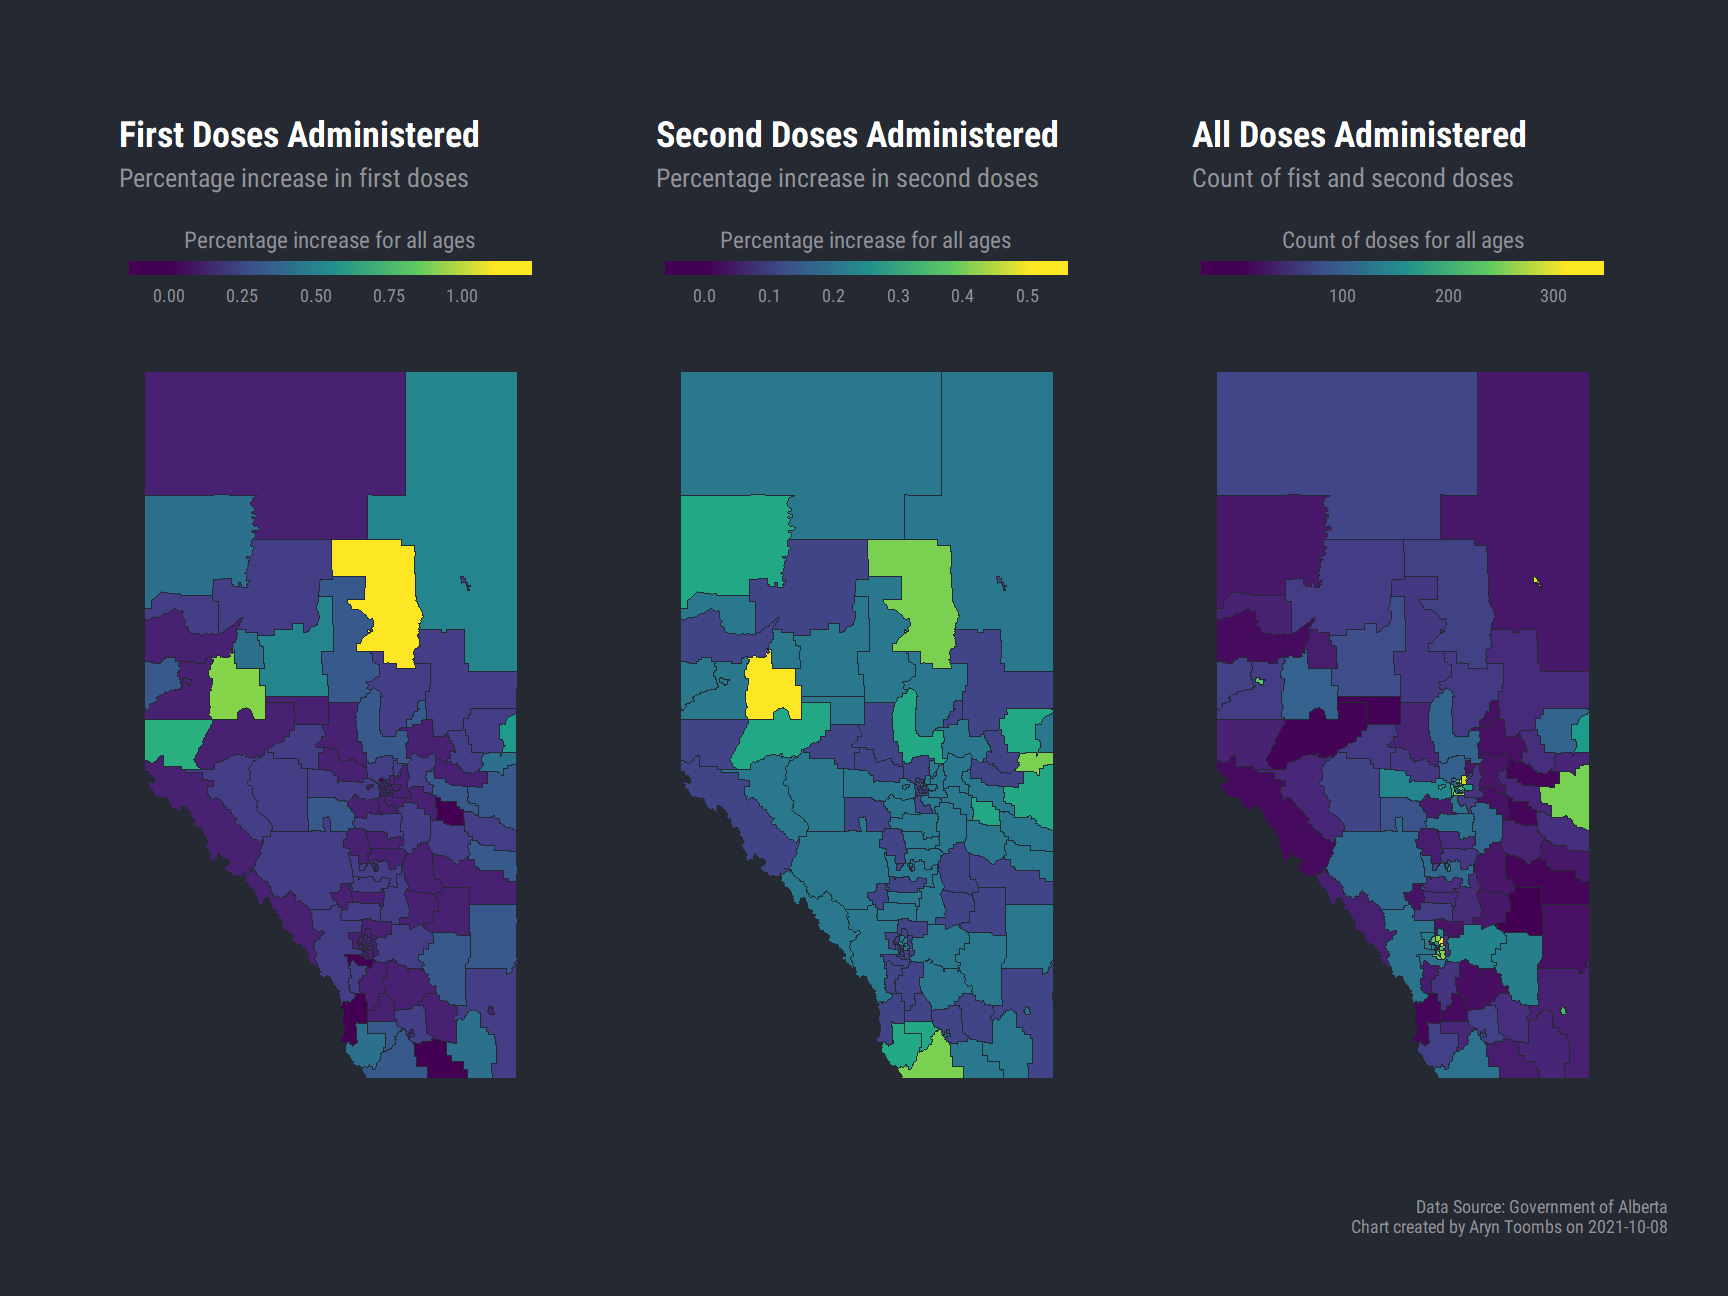 First Doses Administered
Percentage increase in first doses
Percentage increase for all ages
0.00 0.25 0.50 0.75 1.00
Second Doses Administered
Percentage increase in second doses
Percentage increase for all ages
0.0 0.1 0.2 0.3 0.4 0.5
All Doses Administered
Count of fist and second doses
Count of doses for all ages
100 200 300
Data Source: Government of Alberta
Chart created by Aryn Toombs on 2021-10-08